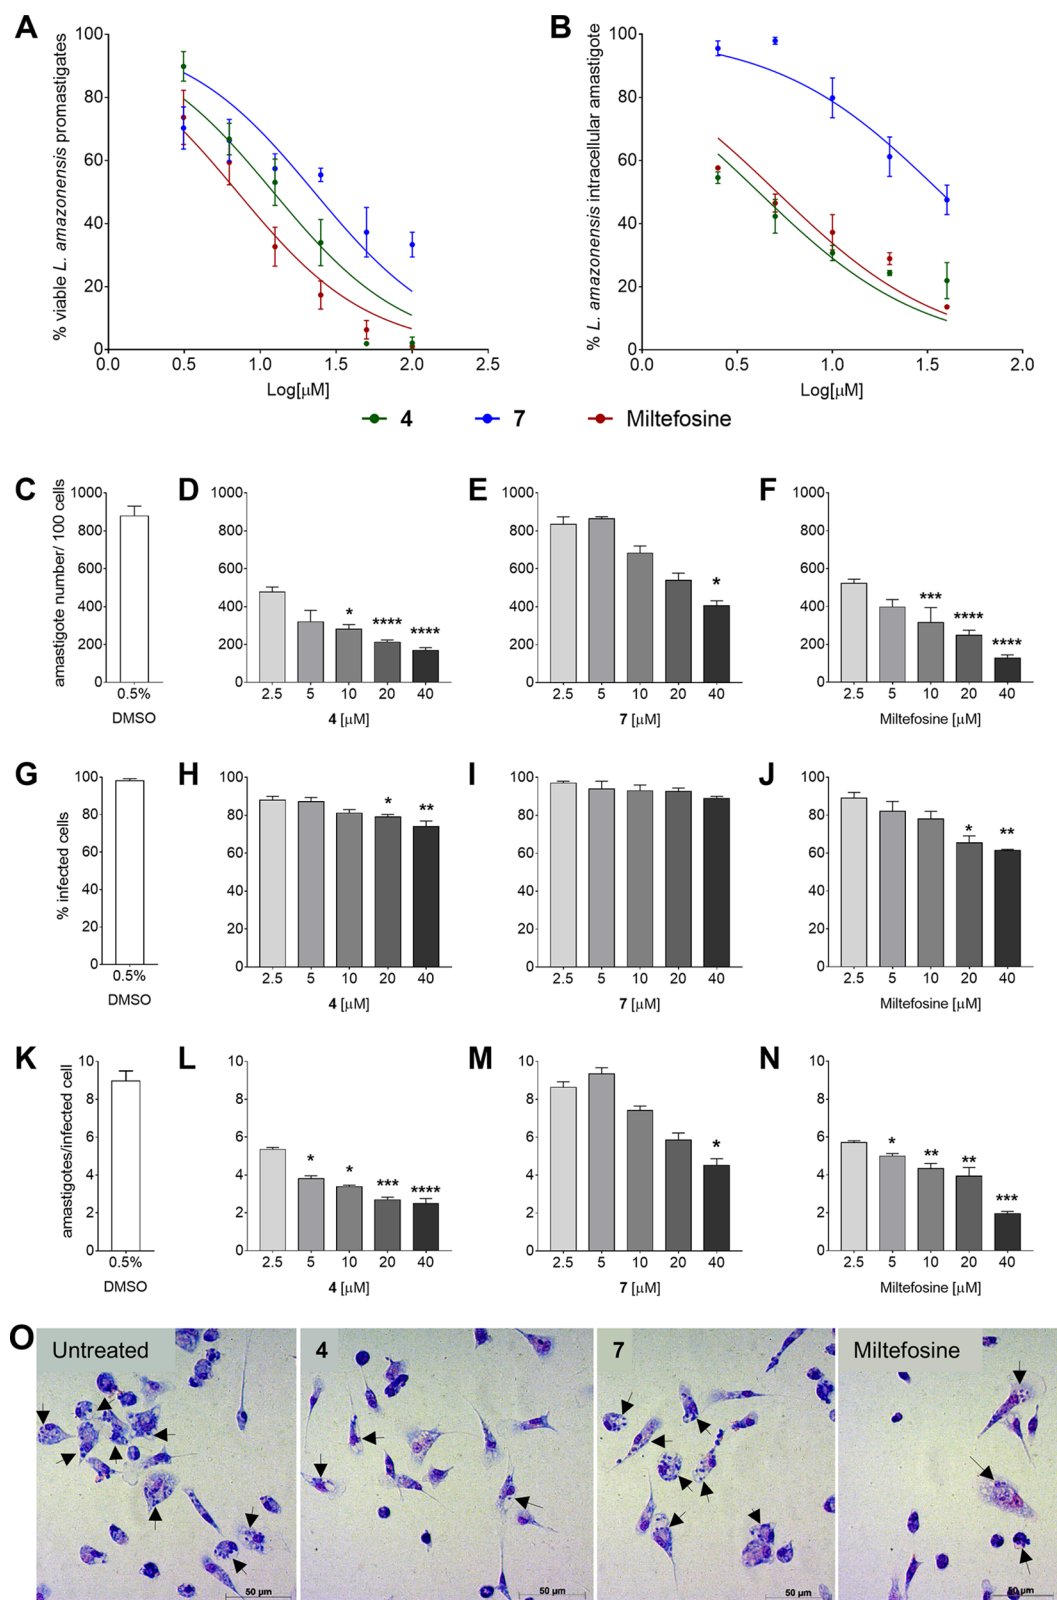 A
B
% viable L. amazonensis promastigates
100
80
60
40
20
0
0.0 0.5 1.0 1.5 2.0 2.5
Log[µM]
% L. amazonensis intracellular amastigote
100
80
60
40
20
0
0.0 0.5 1.0 1.5 2.0
Log[µM]
4 7 Miltefosine
C
amastigote number/ 100 cells
1000
800
600
400
200
0
0.5%
DMSO
D
1000
800
600
400
200
0
* **** ****
2.5 5 10 20 40
4 [µM]
E
1000
800
600
400
200
0
*
2.5 5 10 20 40
7 [µM]
F
1000
800
600
400
200
0
*** **** ****
2.5 5 10 20 40
Miltefosine [µM]
G
% infected cells
100
80
60
40
20
0
0.5%
DMSO
H
100
80
60
40
20
0
* **
2.5 5 10 20 40
4 [µM]
I
100
80
60
40
20
0
2.5 5 10 20 40
7 [µM]
J
100
80
60
40
20
0
* **
2.5 5 10 20 40
Miltefosine [µM]
K
amastigotes/infected cell
10
8
6
4
2
0
0.5%
DMSO
L
10
8
6
4
2
0
* * *** ****
2.5 5 10 20 40
4 [µM]
M
10
8
6
4
2
0
*
2.5 5 10 20 40
7 [µM]
N
10
8
6
4
2
0
* ** ** ***
2.5 5 10 20 40
Miltefosine [µM]
O
Untreated 4 7 Miltefosine
50 µm 50 µm 50 µm 50 µm